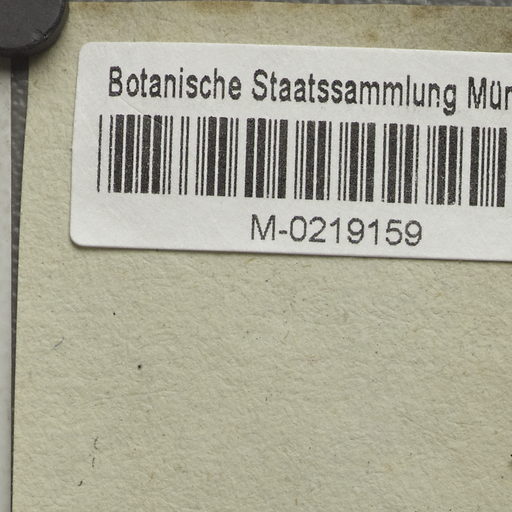 Botanische Staatssammlung Mün
M-0219159